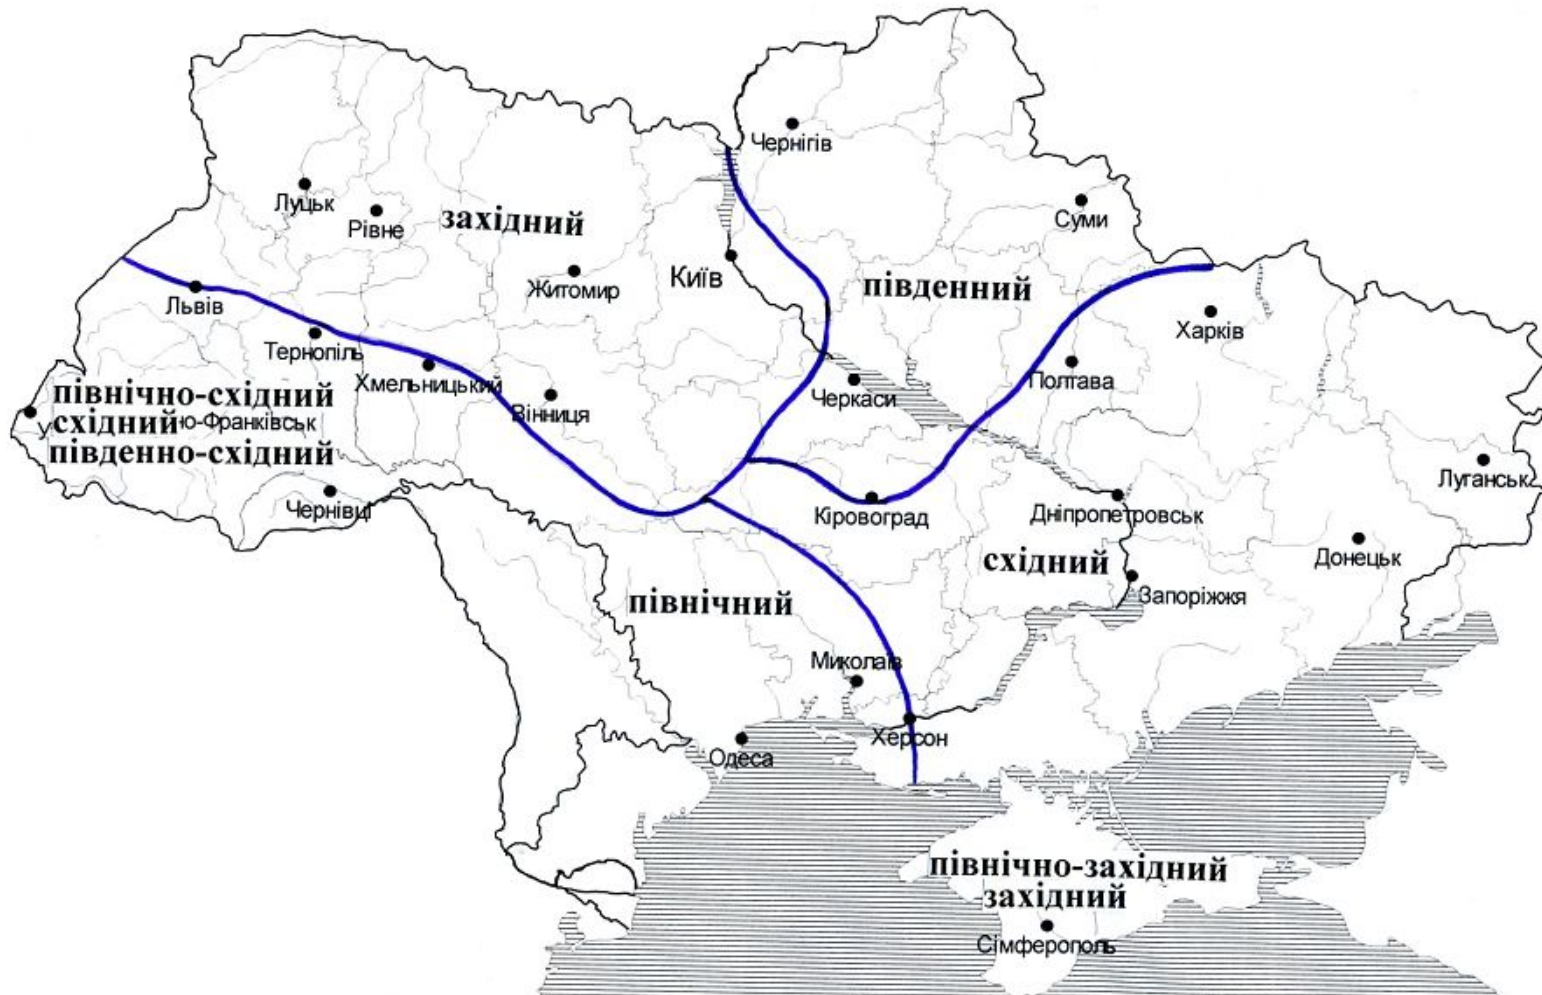 Чернігів
Луцьк
Рівне
західний
Суми
Київ
Житомир
південний
Львів
Харків
Тернопіль
Хмельницький
Полтава
Черкаси
Вінниця
північно-східний
східний
ю-Франківськ
південно-східний
Луганськ
Чернівці
Кіровоград
Дніпропетровськ
Донецьк
східний
Запоріжжя
північний
Миколаїв
Херсон
Одеса
північно-західний
західний
Сімферополь